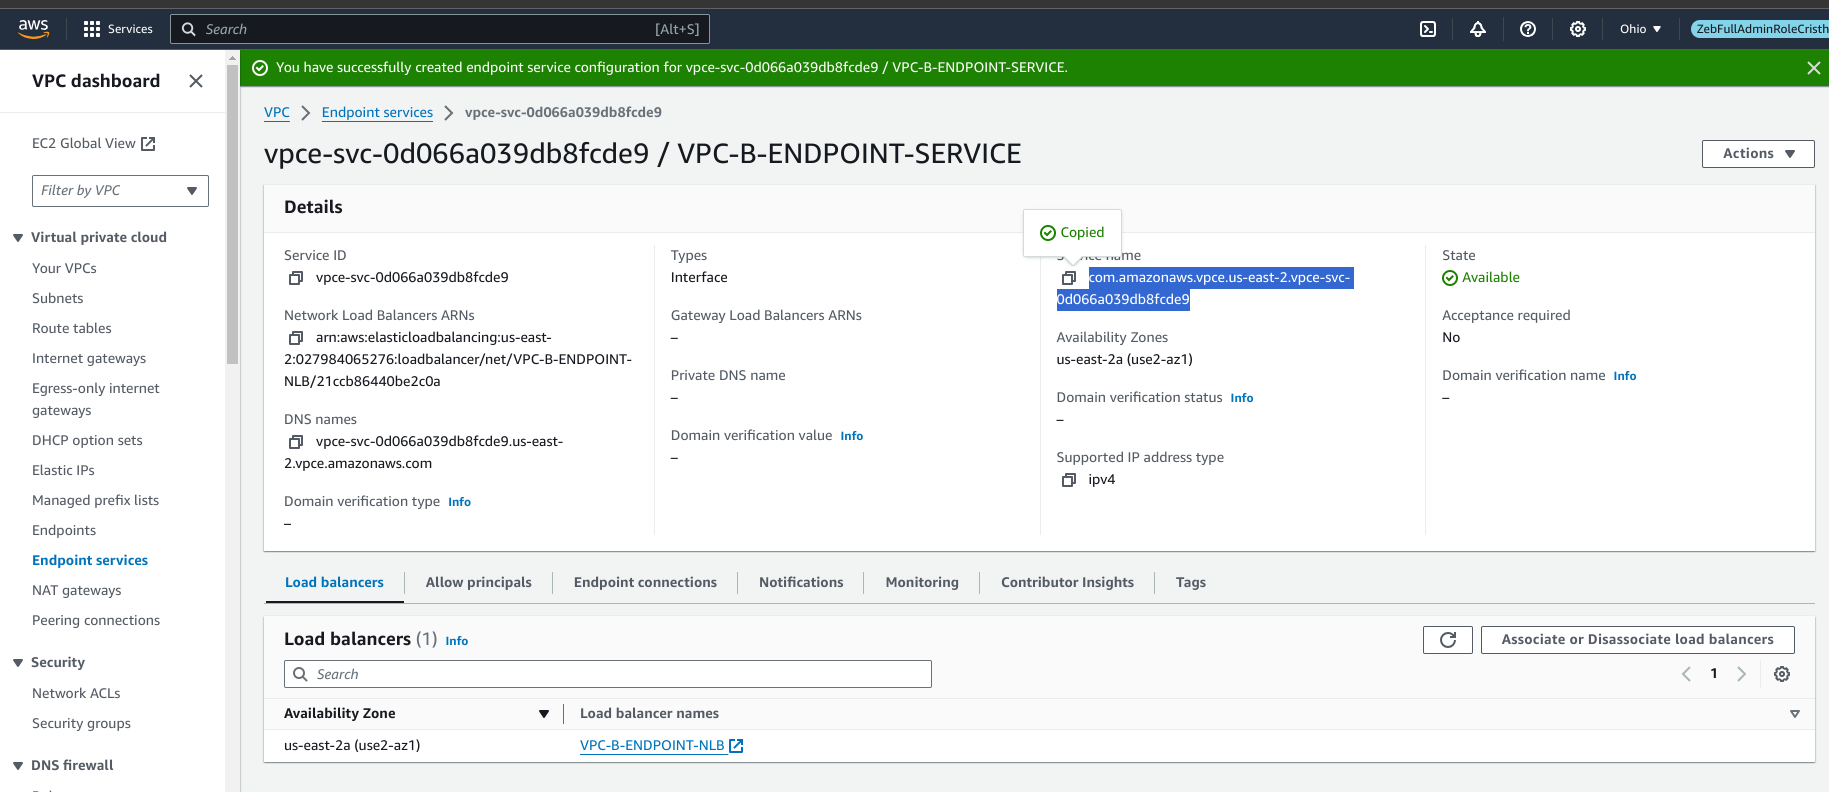 aws
Services
Search
[Alt+S]
Ohio
ZebFullAdminRoleCristh
VPC dashboard
EC2 Global View
Filter by VPC
Virtual private cloud
Your VPCs
Subnets
Route tables
Internet gateways
Egress-only internet
gateways
DHCP option sets
Elastic IPs
Managed prefix lists
Endpoints
Endpoint services
NAT gateways
Peering connections
Security
Network ACLs
Security groups
DNS firewall
You have successfully created endpoint service configuration for vpce-svc-0d066a039db8fcde9 / VPC-B-ENDPOINT-SERVICE.
VPC
Endpoint services
vpce-svc-0d066a039db8fcde9
vpce-svc-0d066a039db8fcde9 / VPC-B-ENDPOINT-SERVICE
Actions
Details
Service ID
vpce-svc-0d066a039db8fcde9
Network Load Balancers ARNs
arn:aws:elasticloadbalancing:us-east-
2:027984065276:loadbalancer/net/VPC-B-ENDPOINT-
NLB/21ccb86440be2c0a
DNS names
vpce-svc-0d066a039db8fcde9.us-east-
2.vpce.amazonaws.com
Domain verification type Info
–
Types
Interface
Gateway Load Balancers ARNs
–
Private DNS name
–
Domain verification value Info
–
Copied
name
com.amazonaws.vpce.us-east-2.vpce-svc-
0d066a039db8fcde9
Availability Zones
us-east-2a (use2-az1)
Domain verification status Info
–
Supported IP address type
ipv4
State
Available
Acceptance required
No
Domain verification name Info
–
Load balancers
Allow principals
Endpoint connections
Notifications
Monitoring
Contributor Insights
Tags
Load balancers (1) Info
Associate or Disassociate load balancers
Search
1
Availability Zone
Load balancer names
us-east-2a (use2-az1)
VPC-B-ENDPOINT-NLB